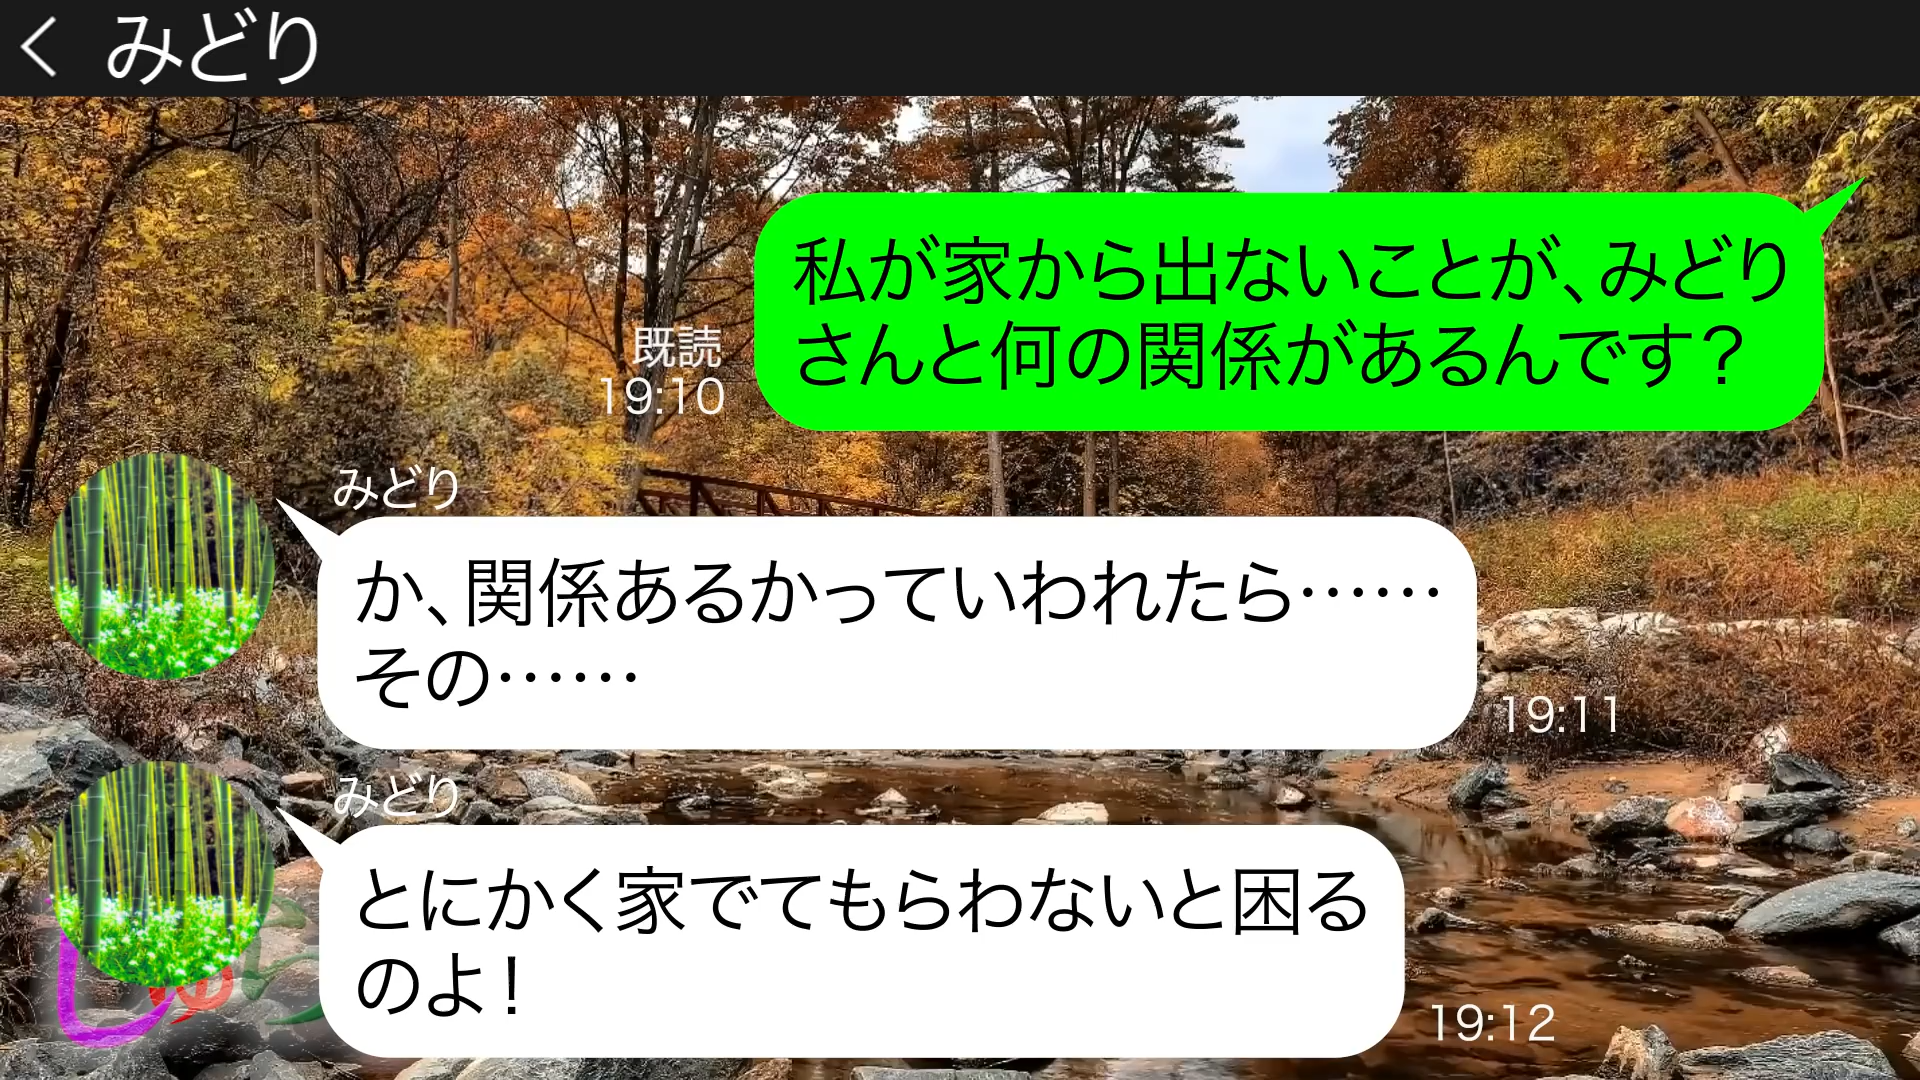 みどり
私が家から出ないことが、みどり
さんと何の関係があるんです？
既読
19:10
みどり
か、関係あるかっていわれたら……
その……
19:11
みどり
とにかく家でてもらわないと困る
のよ！
19:12